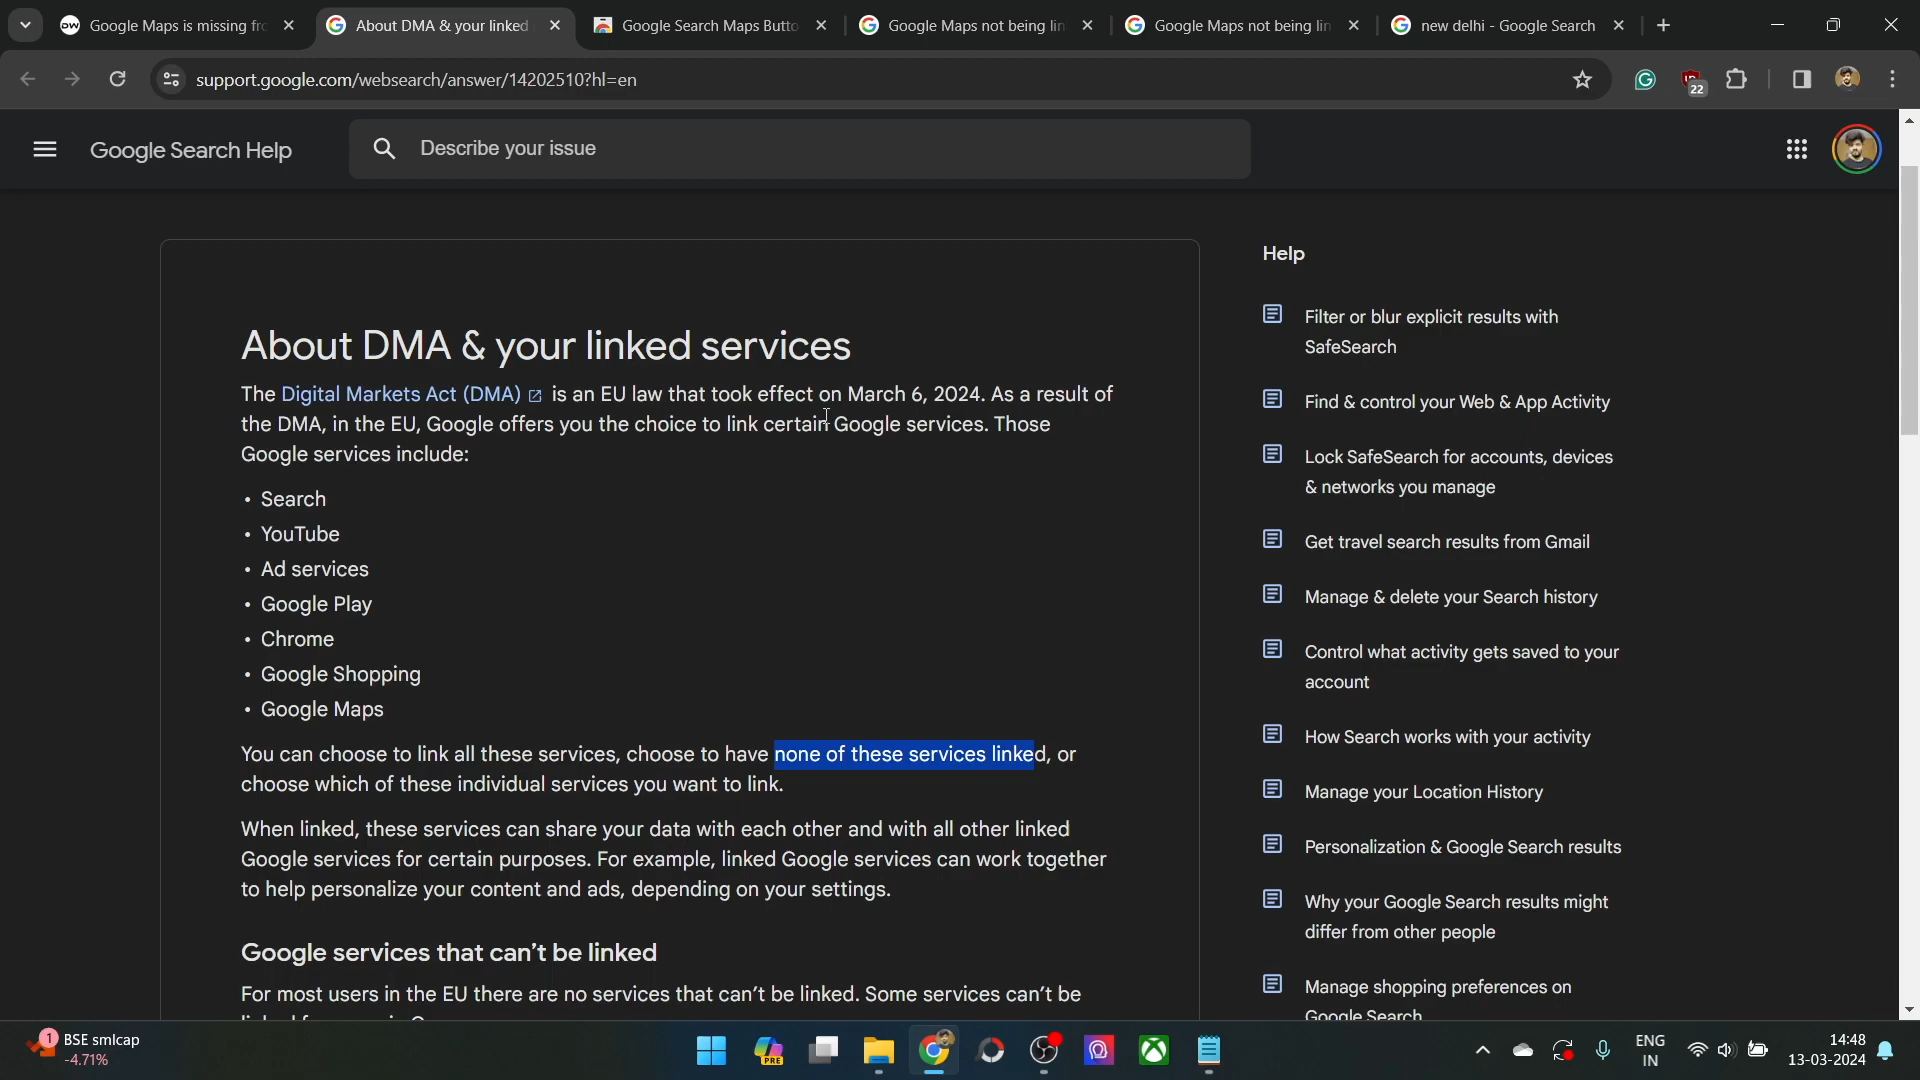 Google Maps is missing fr
About DMA & your linked
Google Search Maps Butto
Google Maps not being lin
Google Maps not being lin
new delhi - Google Search
support.google.com/websearch/answer/14202510?hl=en
22
Google Search Help
Describe your issue
About DMA & your linked services
The Digital Markets Act (DMA) is an EU law that took effect on March 6, 2024. As a result of
the DMA, in the EU, Google offers you the choice to link certain Google services. Those
Google services include:
• Search
• YouTube
• Ad services
• Google Play
• Chrome
• Google Shopping
• Google Maps
You can choose to link all these services, choose to have none of these services linked, or
choose which of these individual services you want to link.
When linked, these services can share your data with each other and with all other linked
Google services for certain purposes. For example, linked Google services can work together
to help personalize your content and ads, depending on your settings.
Google services that can't be linked
For most users in the EU there are no services that can't be linked. Some services can't be
Help
Filter or blur explicit results with
SafeSearch
Find & control your Web & App Activity
Lock SafeSearch for accounts, devices
& networks you manage
Get travel search results from Gmail
Manage & delete your Search history
Control what activity gets saved to your
account
How Search works with your activity
Manage your Location History
Personalization & Google Search results
Why your Google Search results might
differ from other people
Manage shopping preferences on
Google Search
1
BSE smlcap
-4.71%
PRE
ENG
IN
14:48
13-03-2024